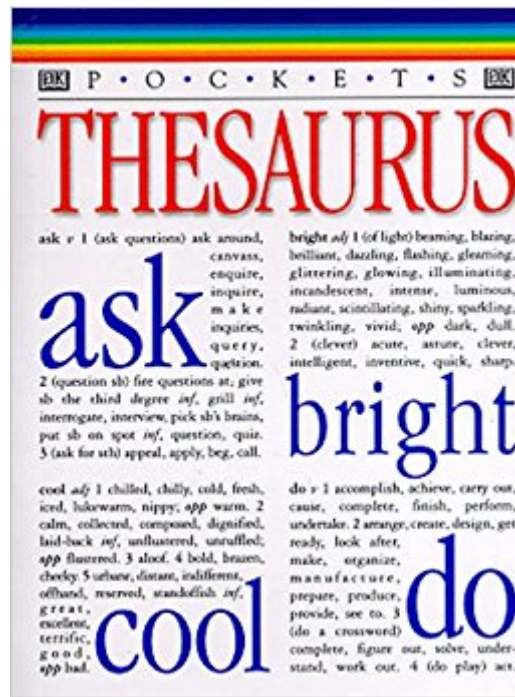 DK P·O·C·K·E·T·S DK
THESAURUS
ask v 1 (ask questions) ask around,
canvass,
enquire,
inquire,
make
inquiries,
query,
question.
ask
2 (question sb) fire questions at; give
sb the third degree inf, grill inf,
interrogate, interview, pick sb's brains,
put sb on spot inf, question, quiz.
3 (ask for sth) appeal, apply, beg, call.
bright adj 1 (of light) beaming, blazing,
brilliant, dazzling, flashing, gleaming,
glittering, glowing, illuminating,
incandescent, intense, luminous,
radiant, scintillating, shiny, sparkling,
twinkling, vivid; opp dark, dull.
2 (clever) acute, astute, clever,
intelligent, inventive, quick, sharp.
bright
cool adj 1 chilled, chilly, cold, fresh,
iced, lukewarm, nippy; opp warm. 2
calm, collected, composed, dignified,
laid-back inf, unflustered, unruffled;
opp flustered. 3 aloof. 4 bold, brazen,
cheeky. 5 urbane, distant, indifferent,
offhand, reserved, standoffish inf,
great,
excellent,
terrific,
good,
opp bad.
cool
do v 1 accomplish, achieve, carry out,
cause, complete, finish, perform,
undertake. 2 arrange, create, design, get
ready, look after,
make, organize,
manufacture,
prepare, produce,
provide, see to. 3
(do a crossword)
do
complete, figure out, solve, under-
stand, work out. 4 (do play) act.